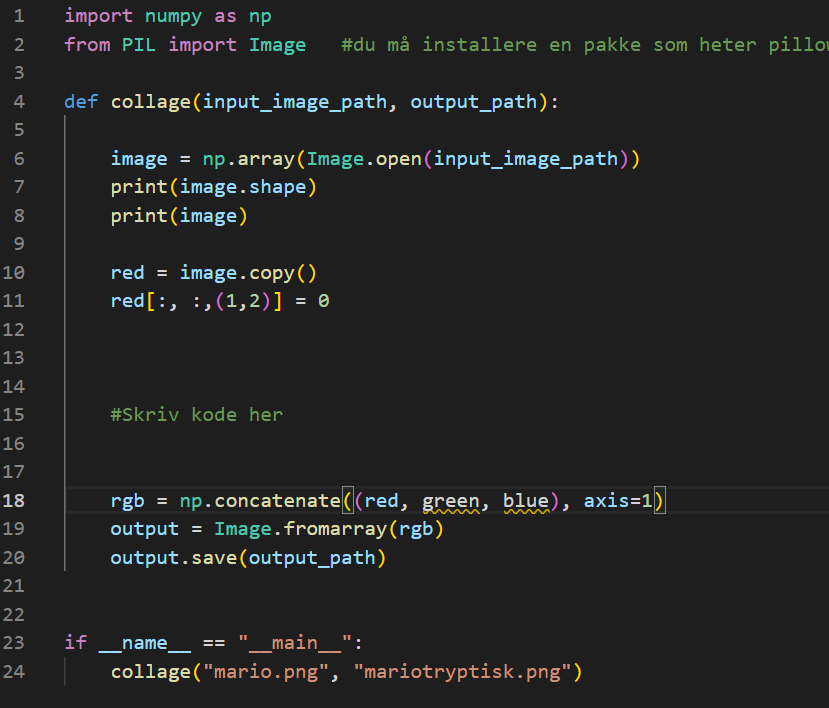 1 import numpy as np
2 from PIL import Image #du må installere en pakke som heter
3
4 def collage(input_image_path, output_path):
5
6 image = np.array(Image.open(input_image_path))
7 print(image.shape)
8 print(image)
9
10 red = image.copy()
11 red[:, :,(1,2)] = 0
12
13
14
15 #Skriv kode her
16
17
18 rgb = np.concatenate((red, green, blue), axis=1)
19 output = Image.fromarray(rgb)
20 output.save(output_path)
21
22
23 if __name__ == "__main__":
24 collage("mario.png", "mariotryptisk.png")